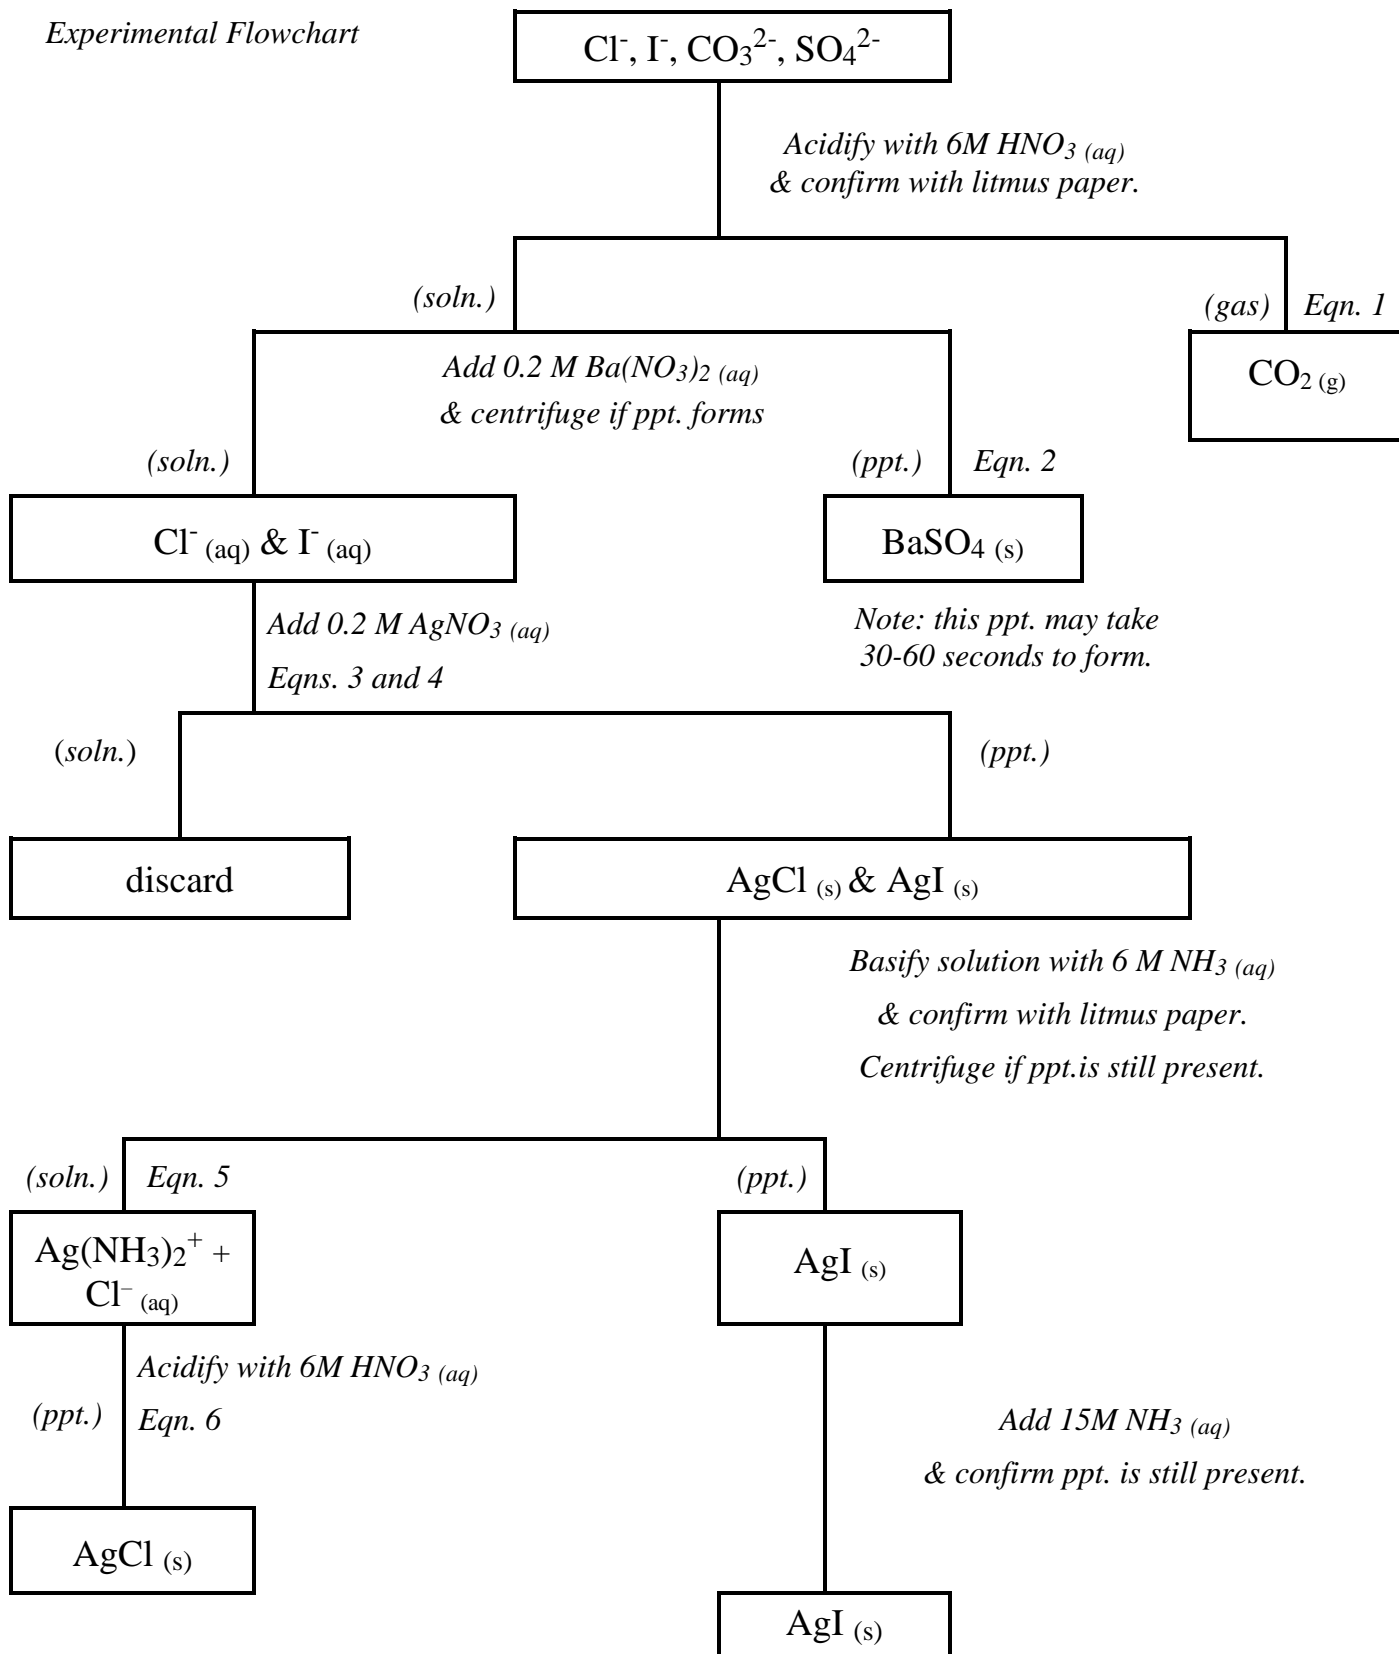 Experimental Flowchart
Cl⁻, I⁻, CO₃²⁻, SO₄²⁻
Acidify with 6M HNO₃ (aq)
& confirm with litmus paper.
(soln.)
(gas) Eqn. 1
Add 0.2 M Ba(NO₃)₂ (aq)
& centrifuge if ppt. forms
CO₂ (g)
(soln.)
(ppt.) Eqn. 2
Cl⁻ (aq) & I⁻ (aq)
BaSO₄ (s)
Add 0.2 M AgNO₃ (aq)
Eqns. 3 and 4
Note: this ppt. may take
30-60 seconds to form.
(soln.)
(ppt.)
discard
AgCl (s) & AgI (s)
Basify solution with 6 M NH₃ (aq)
& confirm with litmus paper.
Centrifuge if ppt.is still present.
(soln.) Eqn. 5
(ppt.)
Ag(NH₃)₂⁺ +
Cl⁻ (aq)
AgI (s)
Acidify with 6M HNO₃ (aq)
(ppt.) Eqn. 6
Add 15M NH₃ (aq)
& confirm ppt. is still present.
AgCl (s)
AgI (s)